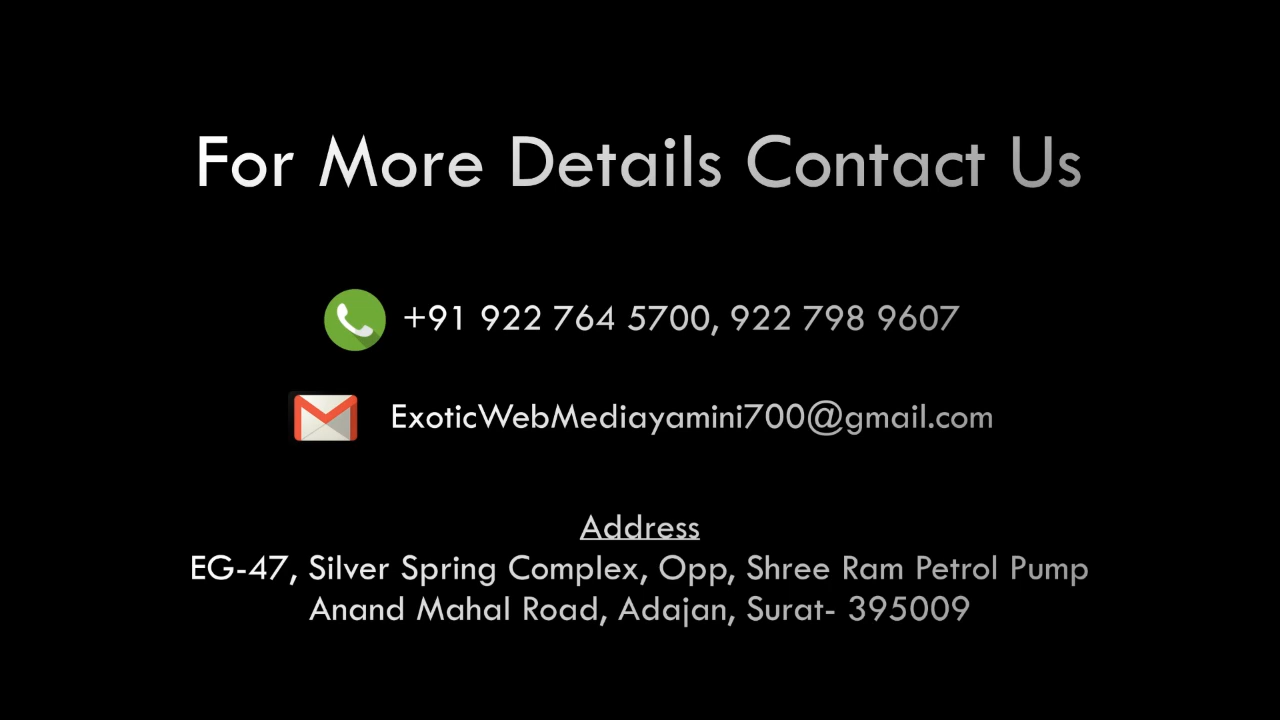 For More Details Contact Us
+91 922 764 5700, 922 798 9607
ExoticWebMediayamini700@gmail.com
Address
EG-47, Silver Spring Complex, Opp, Shree Ram Petrol Pump
Anand Mahal Road, Adajan, Surat- 395009